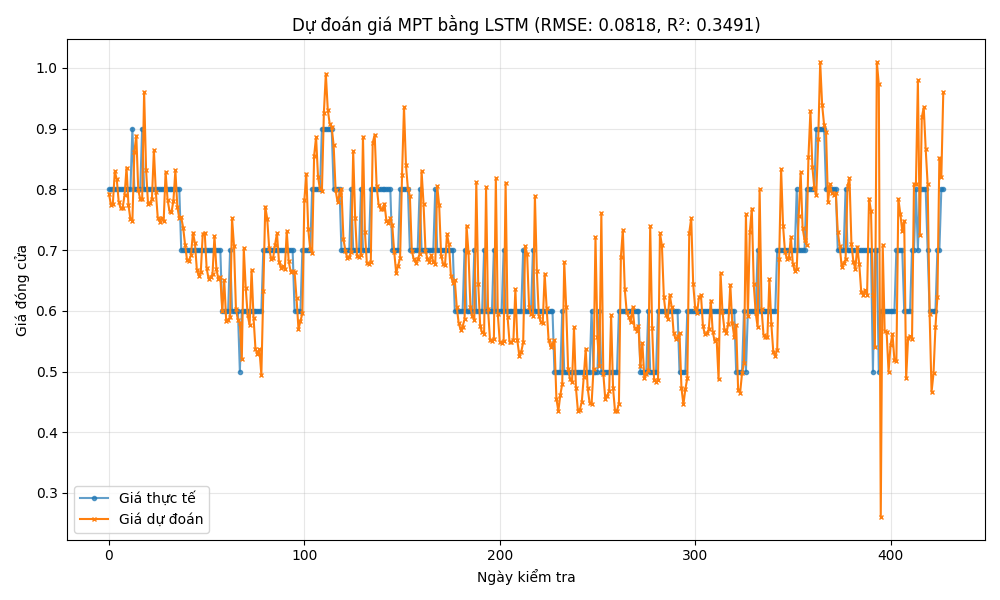 Dự đoán giá MPT bằng LSTM (RMSE: 0.0818, R²: 0.3491)
Giá đóng cửa
1.0
0.9
0.8
0.7
0.6
0.5
0.4
0.3
Giá thực tế
Giá dự đoán
0 100 200 300 400
Ngày kiểm tra